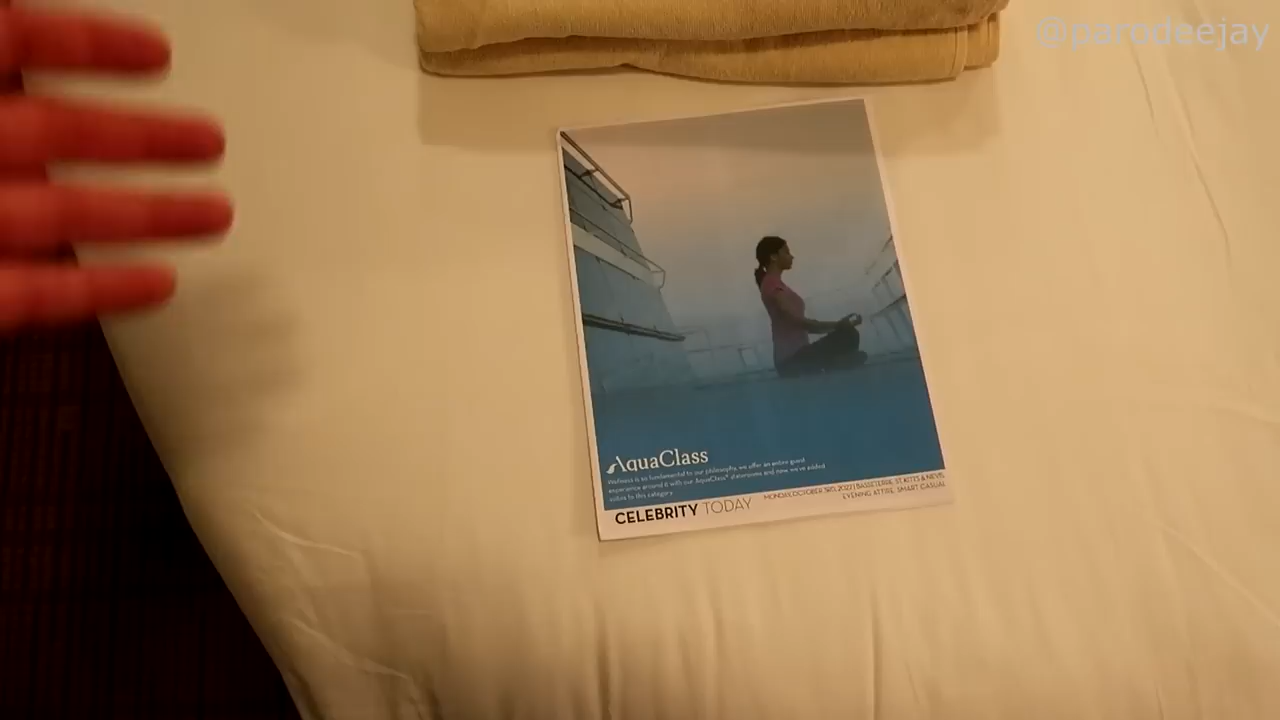 @parodeejay
AquaClass
Wellness is so fundamental to our philosophy, we offer an entire guest
experience around it with our AquaClass® staterooms and now we've added
suites to this category.
CELEBRITY TODAY
MONDAY, OCTOBER 3RD, 2022 | BASSETERRE, ST. KITTS & NEVIS
EVENING ATTIRE: SMART CASUAL